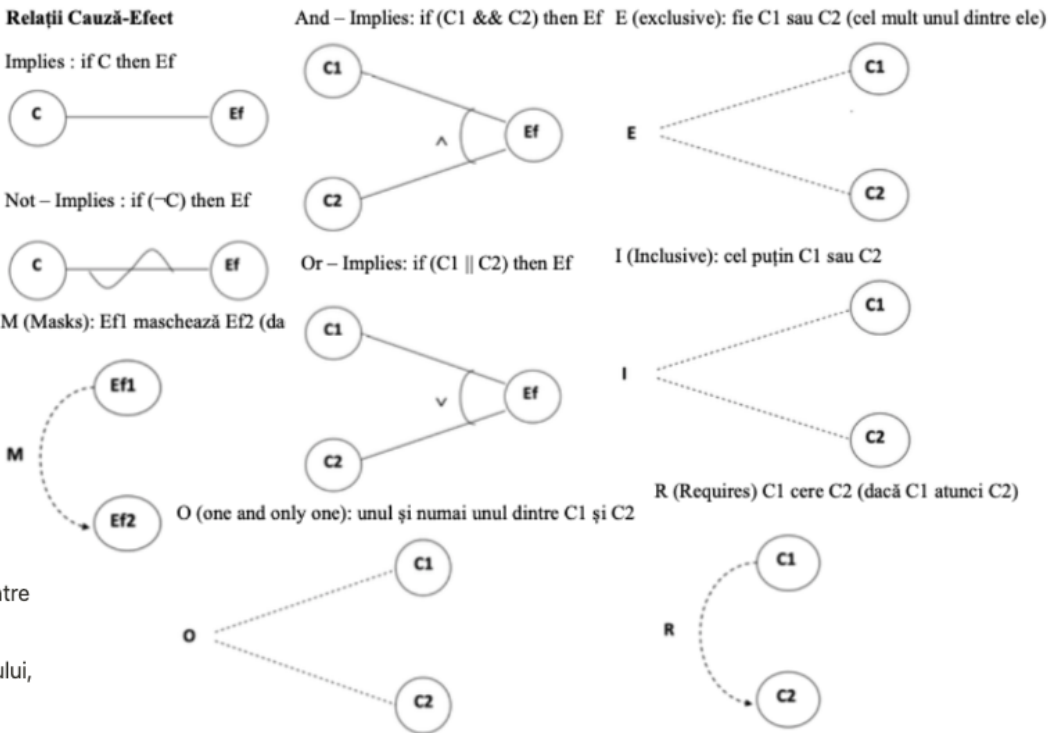 Relații Cauză-Efect
Implies : if C then Ef
C
Ef
Not – Implies : if (¬C) then Ef
C
Ef
M (Masks): Ef1 maschează Ef2 (da
Ef1
M
Ef2
And – Implies: if (C1 && C2) then Ef
C1
^
Ef
C2
Or – Implies: if (C1 || C2) then Ef
C1
v
Ef
C2
E (exclusive): fie C1 sau C2 (cel mult unul dintre ele)
C1
E
C2
I (Inclusive): cel puțin C1 sau C2
C1
I
C2
O (one and only one): unul și numai unul dintre C1 și C2
C1
O
C2
R (Requires) C1 cere C2 (dacă C1 atunci C2)
C1
R
C2
ntre
ului,